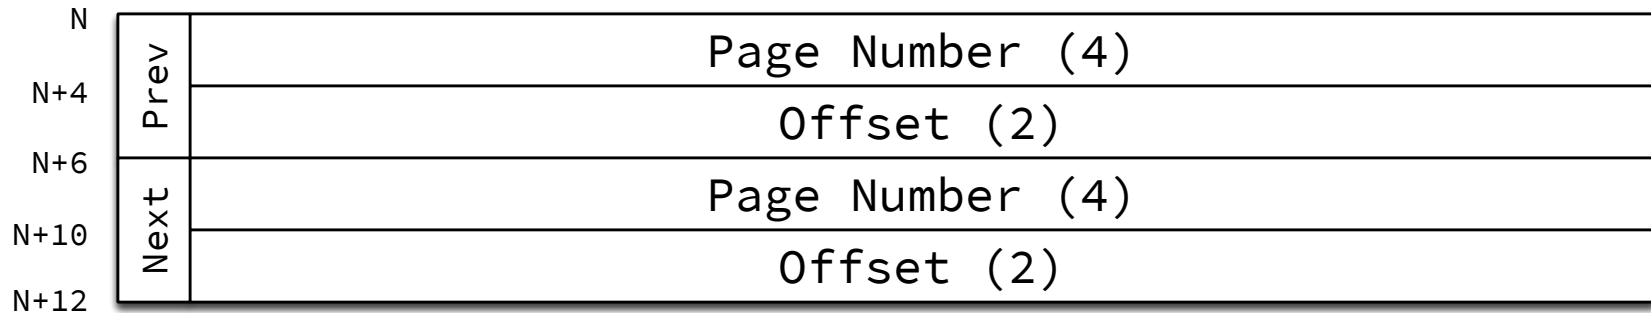 N
Prev
Page Number (4)
N+4
Offset (2)
N+6
Next
Page Number (4)
N+10
Offset (2)
N+12